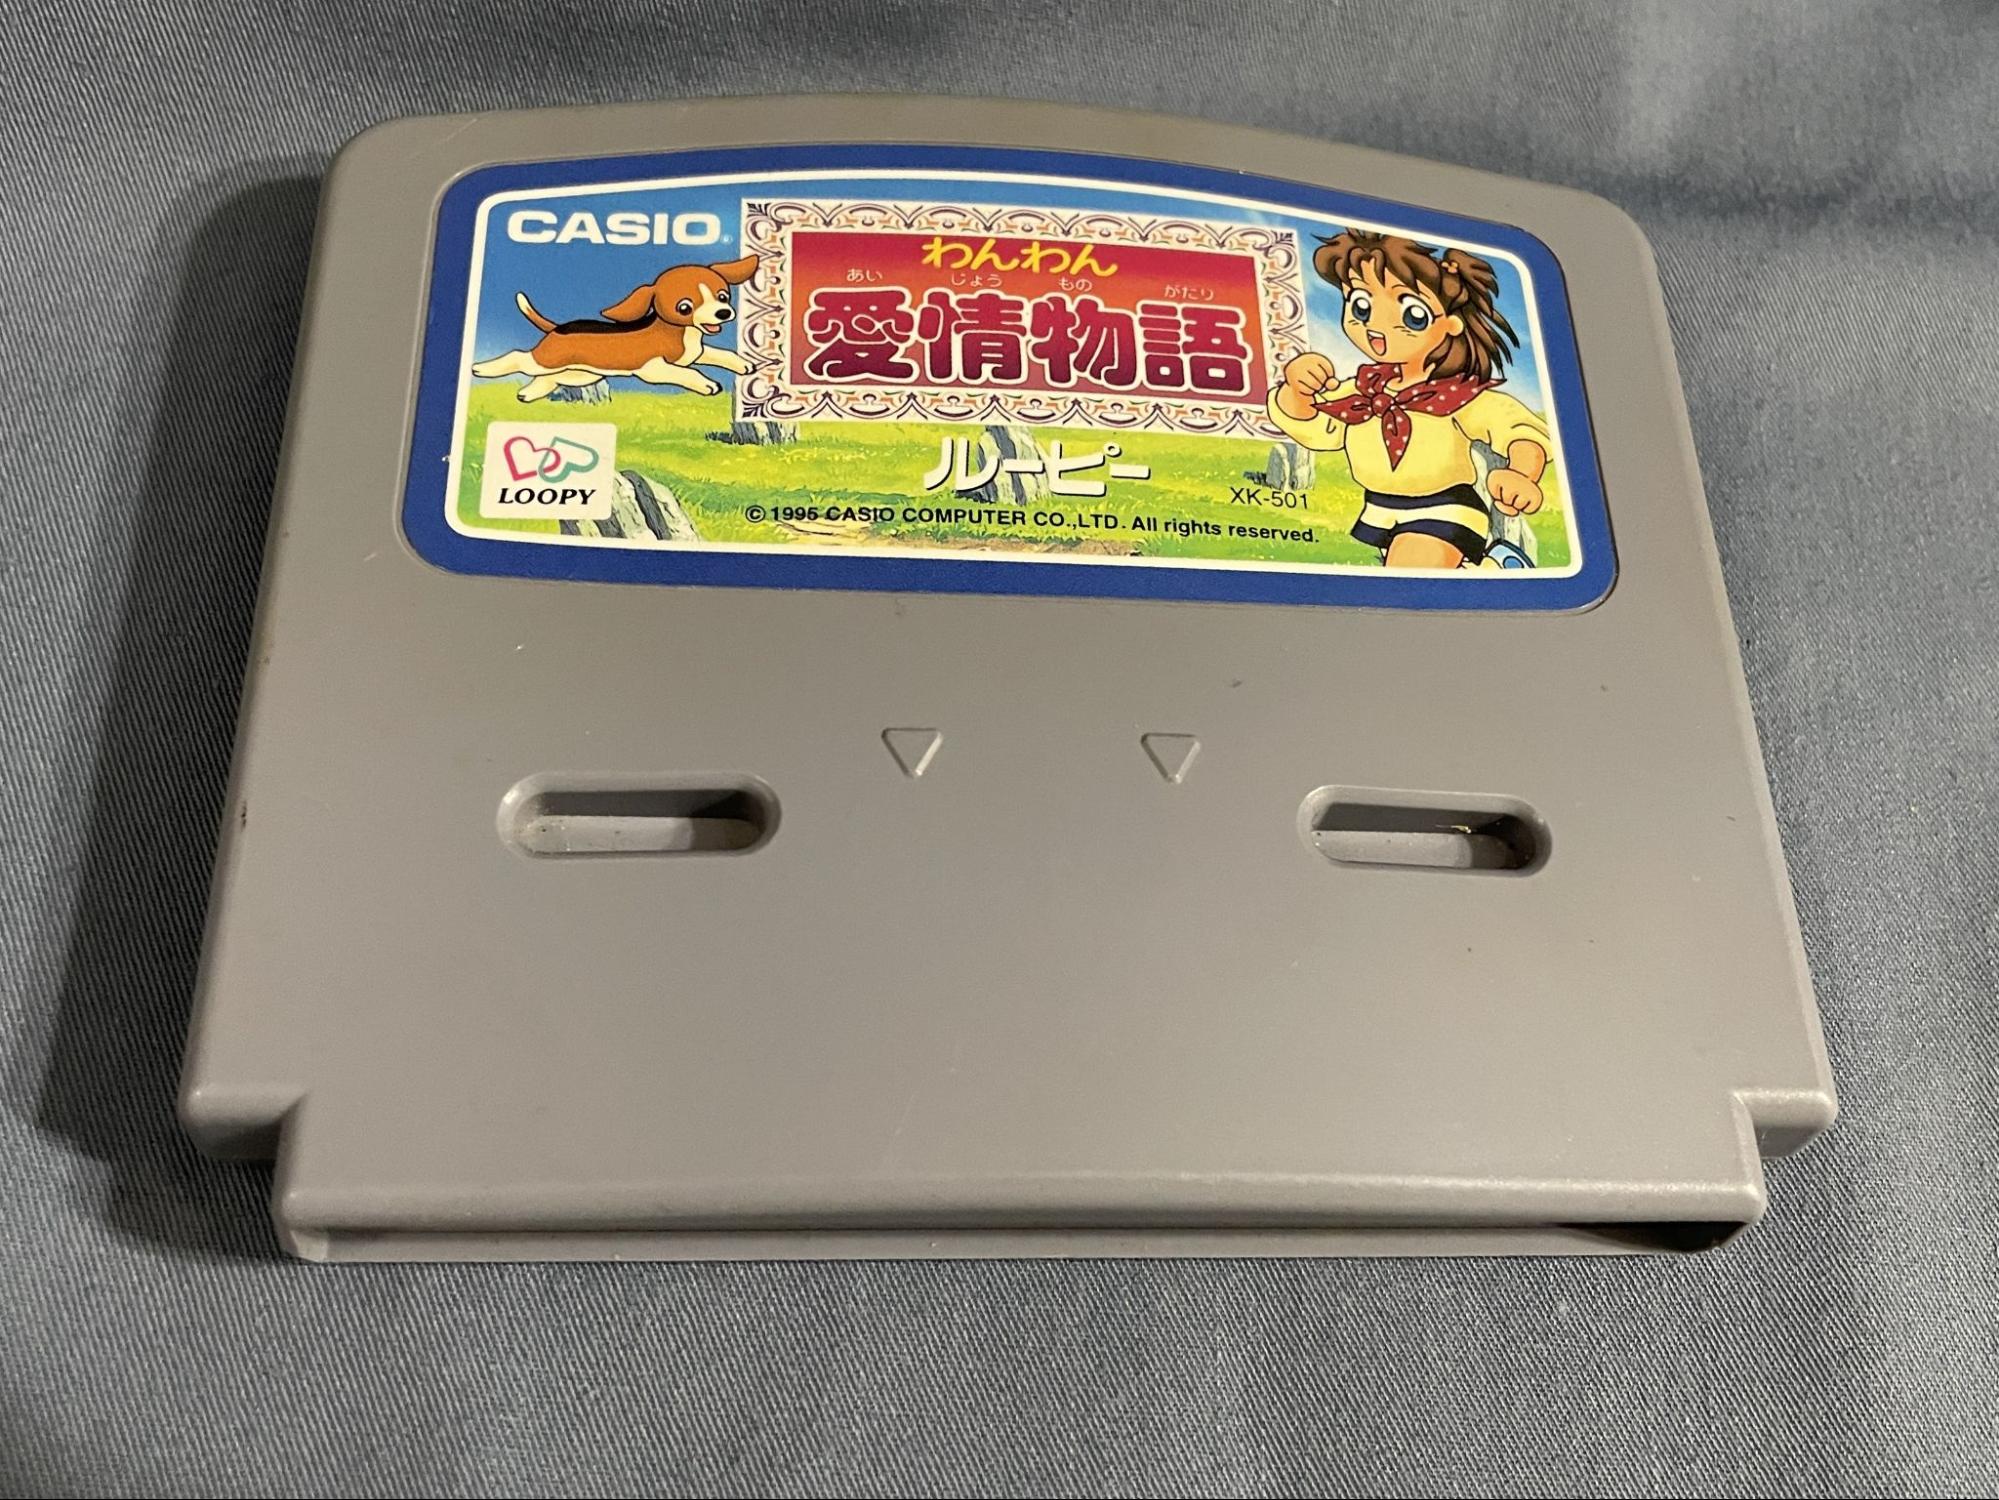 CASIO®
わんわん
あい じょう もの がたり
愛情物語
LOOPY
ルーピー
XK-501
© 1995 CASIO COMPUTER CO.,LTD. All rights reserved.